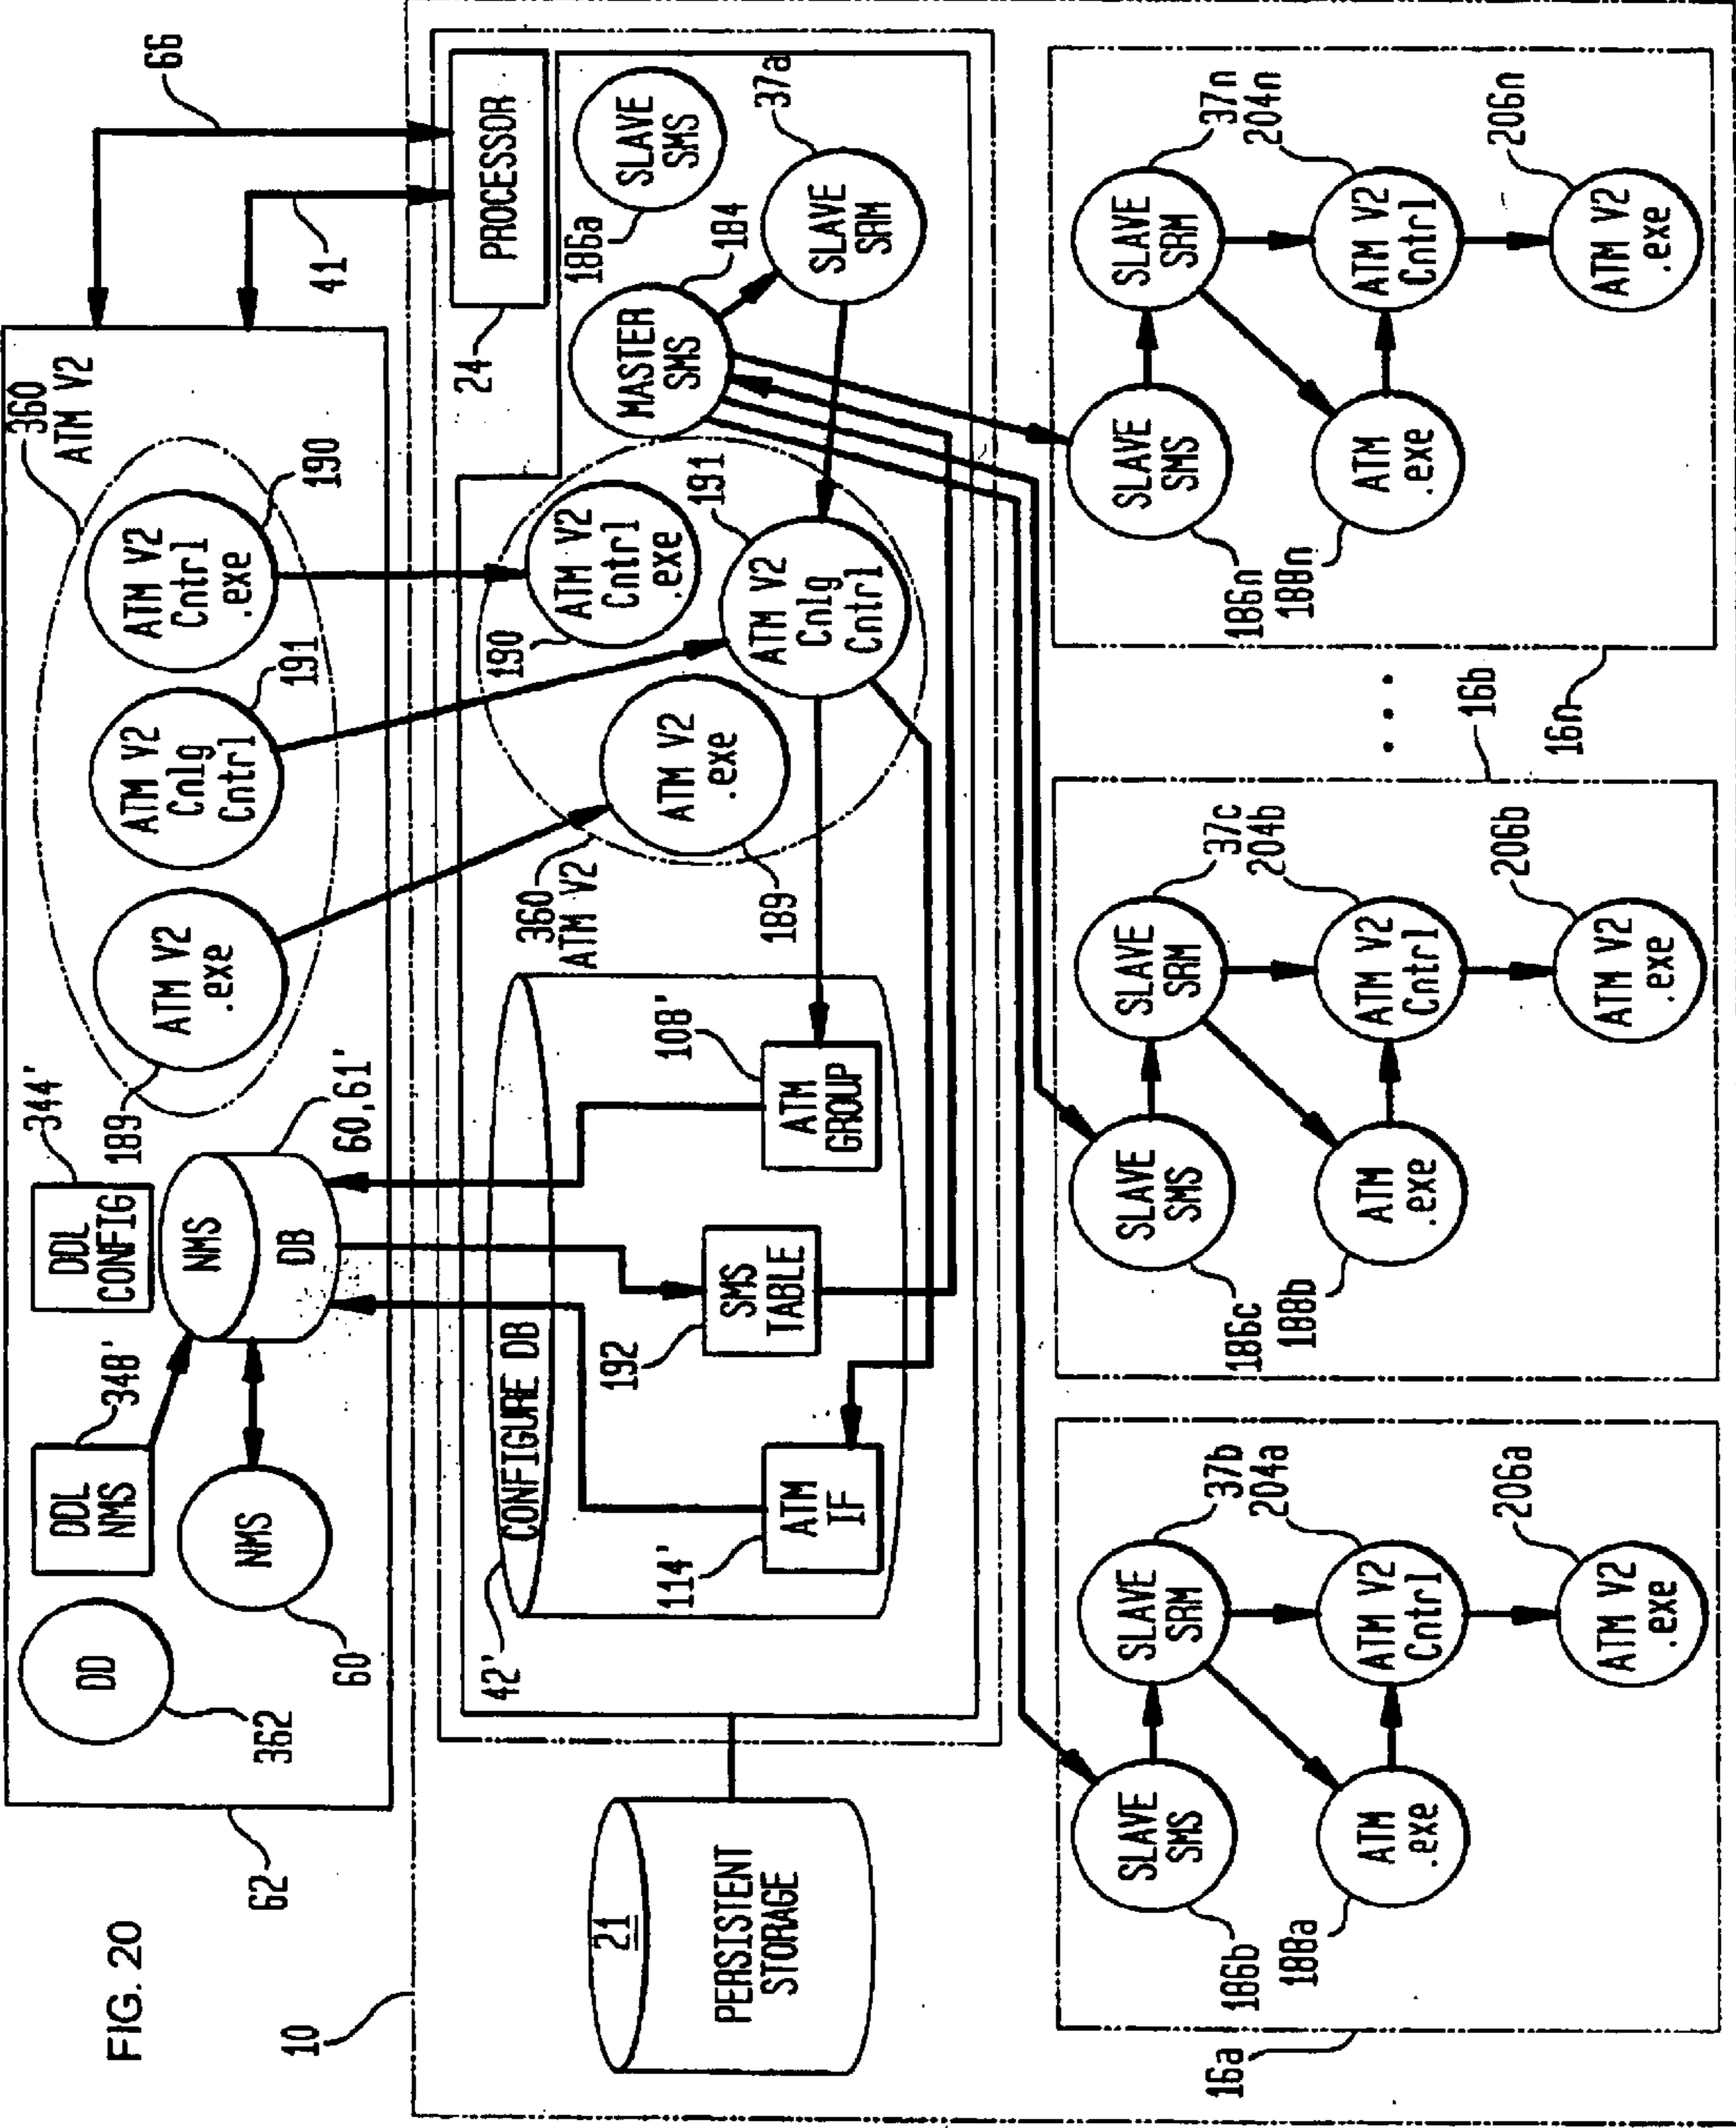 FIG. 20
62
DD
362
DDL
NMS
348'
NMS
60
DDL
CONFIG
344'
NMS
DB
60,61'
ATM V2
.exe
189
ATM V2
Cnlg
Cntrl
191
ATM V2
Cntrl
.exe
190
360
ATM V2
66
41
10
21
PERSISTENT
STORAGE
42'
CONFIGURE DB
ATM
IF
114'
SMS
TABLE
192
ATM
GROUP
108'
360
ATM V2
ATM V2
.exe
189
ATM V2
Cntrl
.exe
190
ATM V2
Cnlg
Cntrl
191
24
PROCESSOR
MASTER
SMS
184
SLAVE
SMS
186a
SLAVE
SRM
37a
16a
SLAVE
SMS
186b
SLAVE
SRM
37b
ATM
.exe
188a
ATM V2
Cntrl
204a
ATM V2
.exe
206a
16b
SLAVE
SMS
186c
SLAVE
SRM
37c
ATM
.exe
188b
ATM V2
Cntrl
204b
ATM V2
.exe
206b
• • •
16n
SLAVE
SMS
186n
SLAVE
SRM
37n
ATM
.exe
188n
ATM V2
Cntrl
204n
ATM V2
.exe
206n